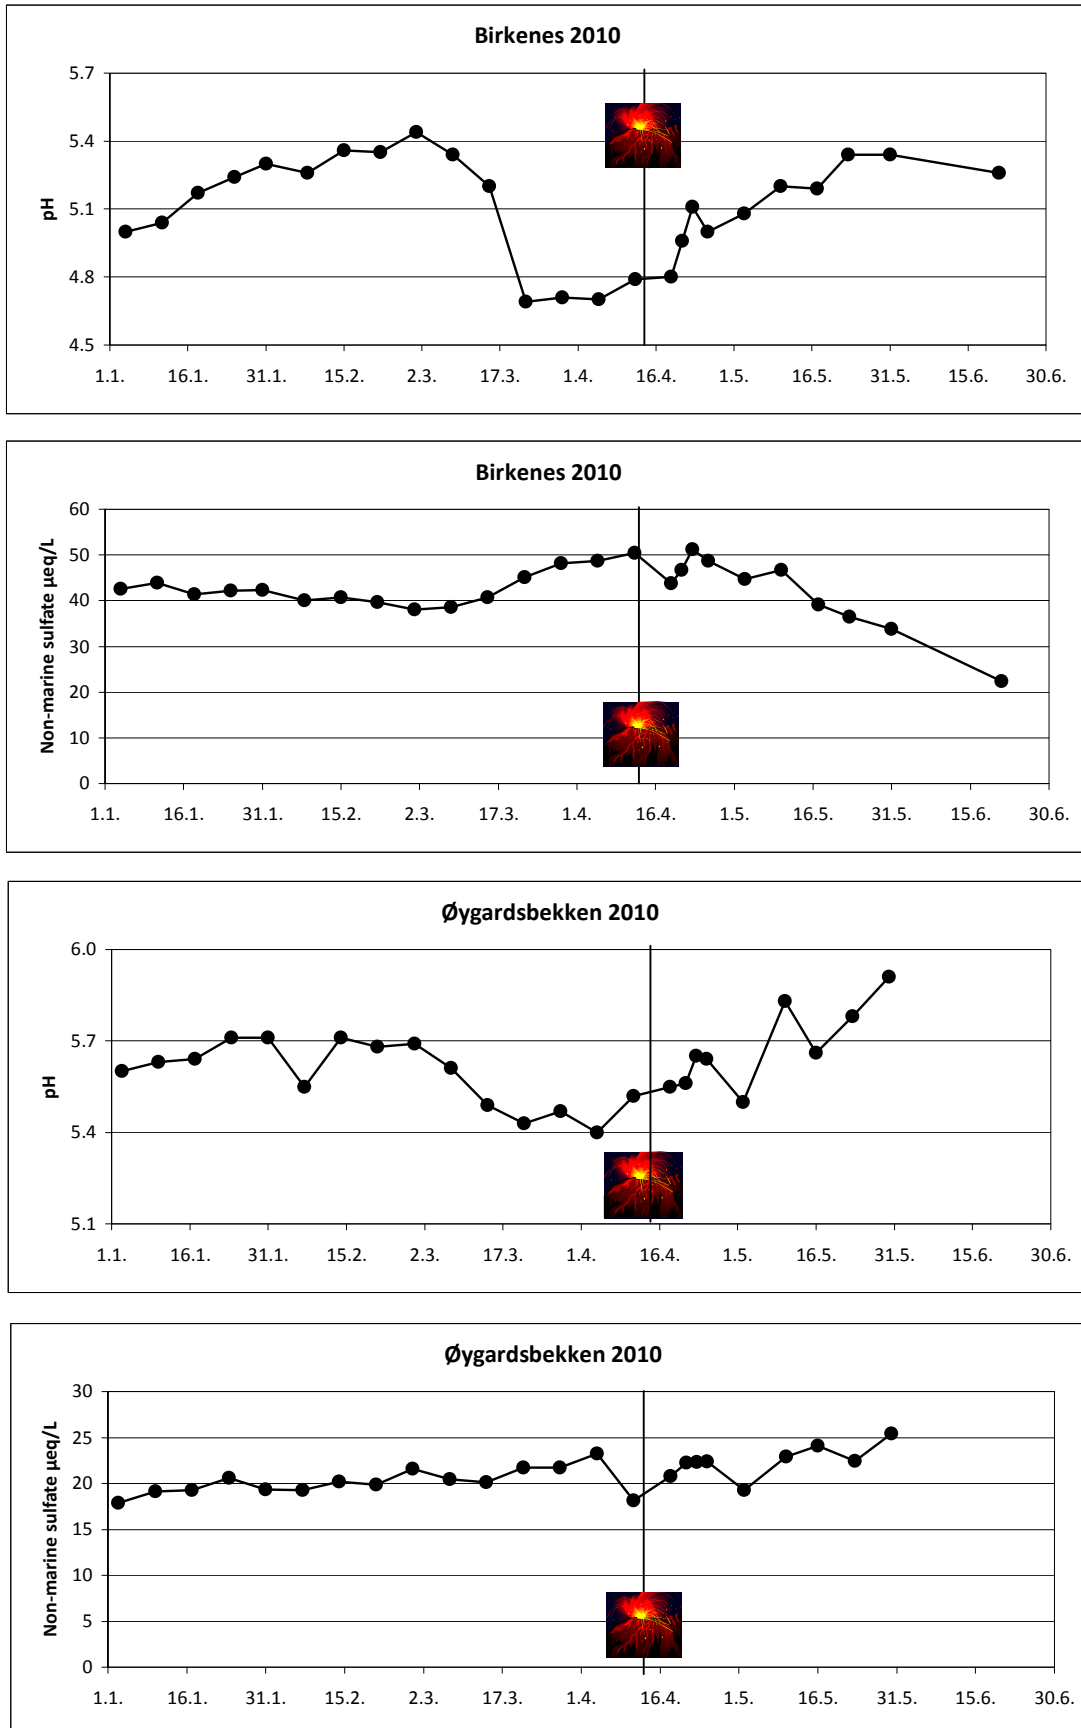 Birkenes 2010
pH
5.7
5.4
5.1
4.8
4.5
1.1. 16.1. 31.1. 15.2. 2.3. 17.3. 1.4. 16.4. 1.5. 16.5. 31.5. 15.6. 30.6.
Birkenes 2010
Non-marine sulfate µeq/L
60
50
40
30
20
10
0
1.1. 16.1. 31.1. 15.2. 2.3. 17.3. 1.4. 16.4. 1.5. 16.5. 31.5. 15.6. 30.6.
Øygardsbekken 2010
pH
6.0
5.7
5.4
5.1
1.1. 16.1. 31.1. 15.2. 2.3. 17.3. 1.4. 16.4. 1.5. 16.5. 31.5. 15.6. 30.6.
Øygardsbekken 2010
Non-marine sulfate µeq/L
30
25
20
15
10
5
0
1.1. 16.1. 31.1. 15.2. 2.3. 17.3. 1.4. 16.4. 1.5. 16.5. 31.5. 15.6. 30.6.